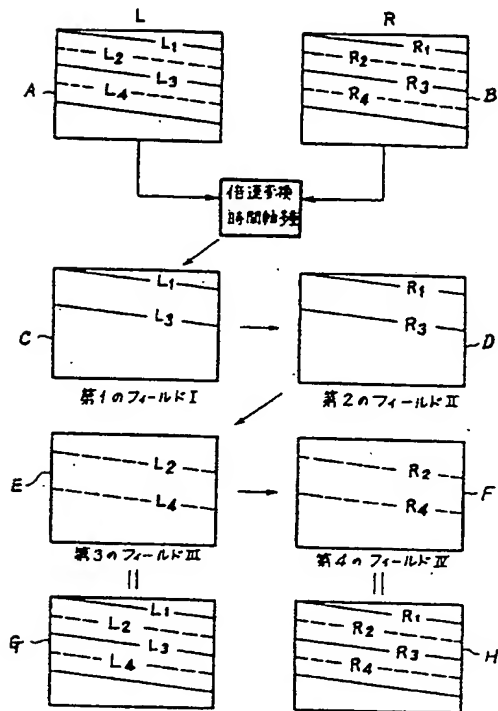 L
R
L1
L2
L3
L4
A
R1
R2
R3
R4
B
倍速変換
時間軸多重
L1
L3
C
R1
R3
D
第1のフィールドI
第2のフィールドII
L2
L4
E
R2
R4
F
第3のフィールドIII
第4のフィールドIV
L1
L2
L3
L4
G
R1
R2
R3
R4
H